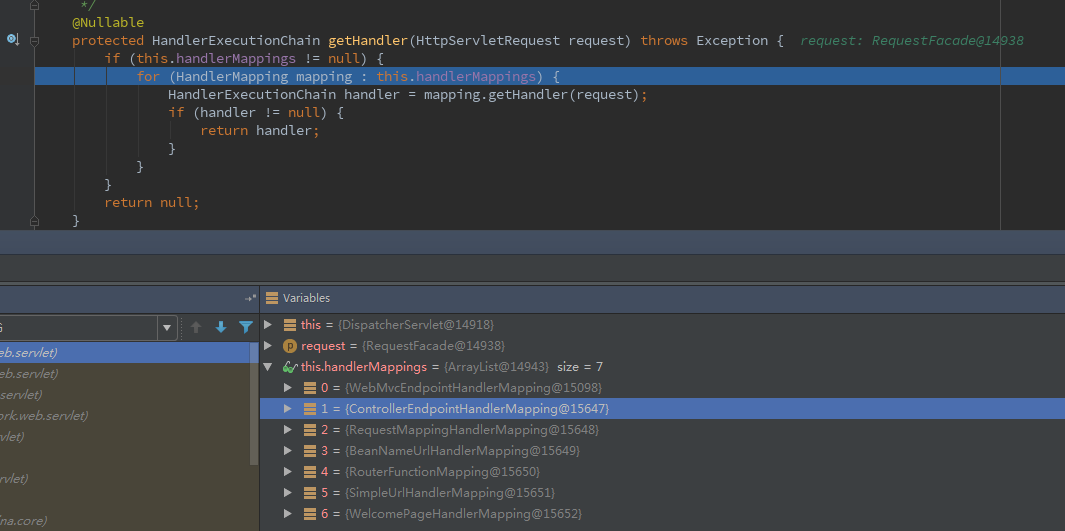 */
@Nullable
protected HandlerExecutionChain getHandler(HttpServletRequest request) throws Exception {  request: RequestFacade@14938
if (this.handlerMappings != null) {
for (HandlerMapping mapping : this.handlerMappings) {
HandlerExecutionChain handler = mapping.getHandler(request);
if (handler != null) {
return handler;
}
}
}
return null;
}
Variables
G
eb.servlet)
eb.servlet)
servlet)
ork.web.servlet)
vlet)
rvlet)
ina.core)
this = {DispatcherServlet@14918}
p request = {RequestFacade@14938}
this.handlerMappings = {ArrayList@14943} size = 7
0 = {WebMvcEndpointHandlerMapping@15098}
1 = {ControllerEndpointHandlerMapping@15647}
2 = {RequestMappingHandlerMapping@15648}
3 = {BeanNameUrlHandlerMapping@15649}
4 = {RouterFunctionMapping@15650}
5 = {SimpleUrlHandlerMapping@15651}
6 = {WelcomePageHandlerMapping@15652}